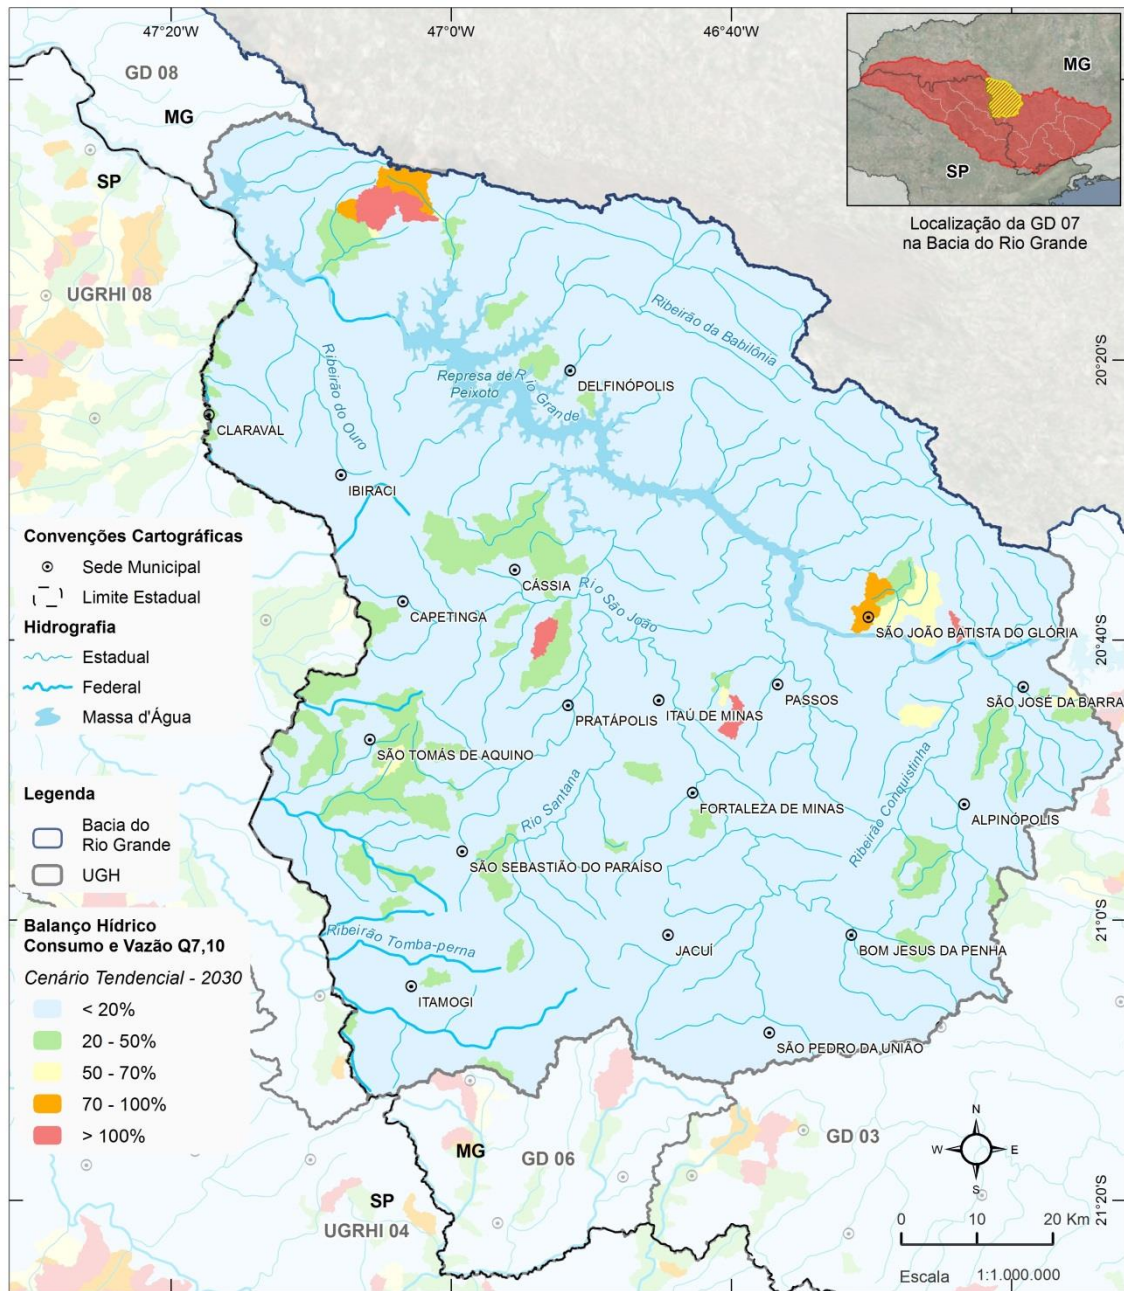 47°20'W
47°0'W
46°40'W
GD 08
MG
SP
MG
SP
Localização da GD 07
na Bacia do Rio Grande
UGRHI 08
Ribeirão da Babilônia
20°20'S
Represa de
Peixoto
Rio Grande
DELFINÓPOLIS
Ribeirão do Ouro
CLARAVAL
IBIRACI
Convenções Cartográficas
Sede Municipal
Limite Estadual
Hidrografia
Estadual
Federal
Massa d'Água
CÁSSIA
CAPETINGA
Rio São João
SÃO JOÃO BATISTA DO GLÓRIA
20°40'S
PASSOS
SÃO JOSÉ DA BARRA
PRATÁPOLIS
ITAÚ DE MINAS
SÃO TOMÁS DE AQUINO
Legenda
Bacia do
Rio Grande
UGH
Rio Santana
FORTALEZA DE MINAS
Ribeirão Conquistinha
ALPINÓPOLIS
SÃO SEBASTIÃO DO PARAÍSO
Balanço Hídrico
Consumo e Vazão Q7,10
Cenário Tendencial - 2030
< 20%
20 - 50%
50 - 70%
70 - 100%
> 100%
21°0'S
Ribeirão Tomba-perna
JACUÍ
BOM JESUS DA PENHA
ITAMOGI
SÃO PEDRO DA UNIÃO
MG
GD 06
GD 03
SP
UGRHI 04
N
W
E
S
21°20'S
0
10
20 Km
Escala
1:1.000.000